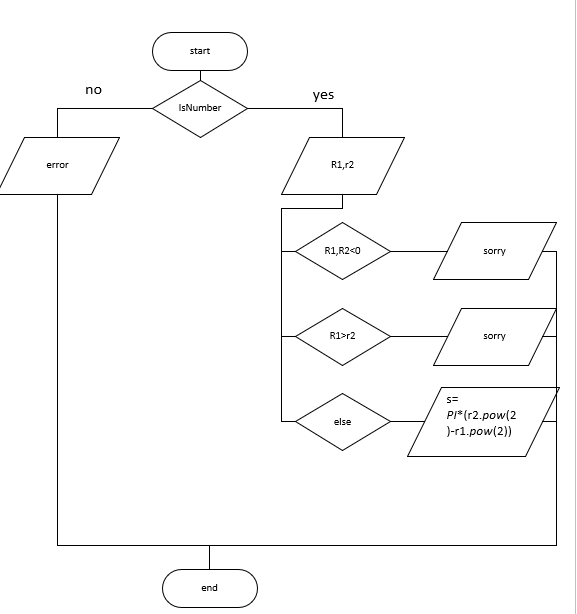 start
no
yes
IsNumber
error
R1,r2
R1,R2<0
sorry
R1>r2
sorry
else
s=
PI*(r2.pow(2
)-r1.pow(2))
end